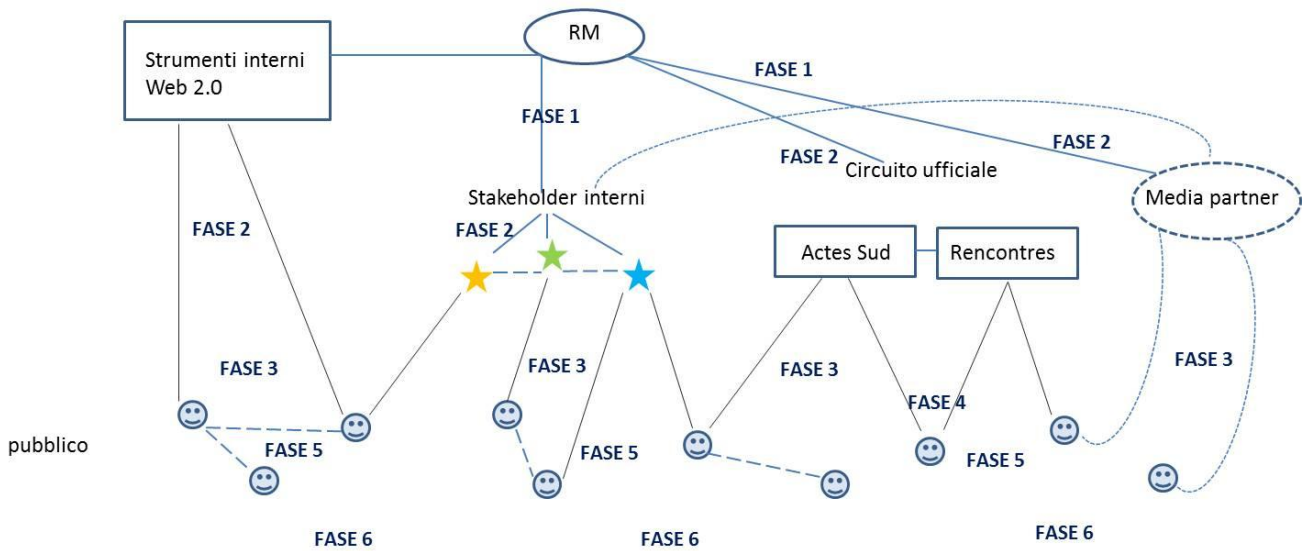 RM
Strumenti interni
Web 2.0
FASE 1
FASE 1
FASE 2
FASE 2
Circuito ufficiale
Stakeholder interni
Media partner
FASE 2
FASE 2
Actes Sud
Rencontres
FASE 3
FASE 3
FASE 3
FASE 3
FASE 4
pubblico
FASE 5
FASE 5
FASE 5
FASE 6
FASE 6
FASE 6